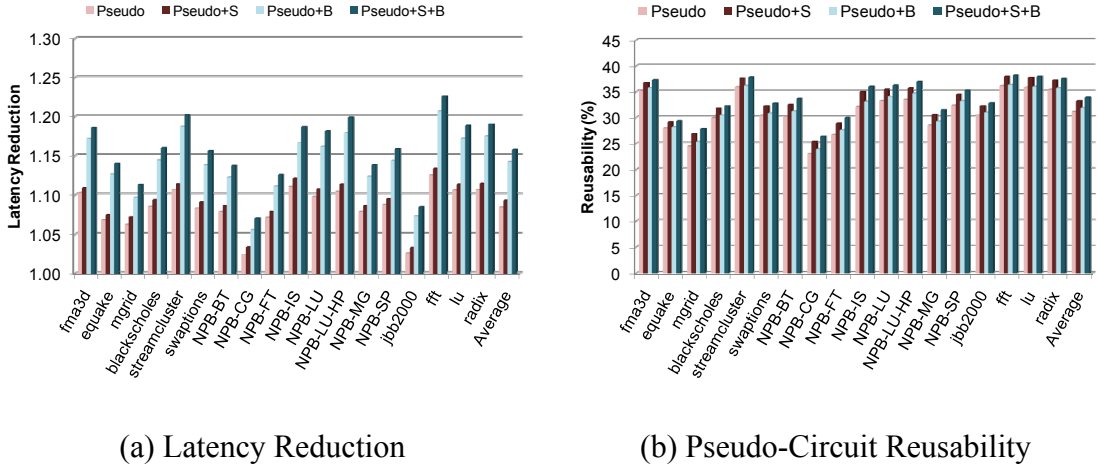 Pseudo Pseudo+S Pseudo+B Pseudo+S+B
Latency Reduction
1.30
1.25
1.20
1.15
1.10
1.05
1.00
fma3d
equake
mgrid
blackscholes
streamcluster
swaptions
NPB-BT
NPB-CG
NPB-FT
NPB-IS
NPB-LU
NPB-LU-HP
NPB-MG
NPB-SP
jbb2000
fft
lu
radix
Average
(a) Latency Reduction
Pseudo Pseudo+S Pseudo+B Pseudo+S+B
Reusability (%)
45
40
35
30
25
20
15
10
5
0
fma3d
equake
mgrid
blackscholes
streamcluster
swaptions
NPB-BT
NPB-CG
NPB-FT
NPB-IS
NPB-LU
NPB-LU-HP
NPB-MG
NPB-SP
jbb2000
fft
lu
radix
Average
(b) Pseudo-Circuit Reusability